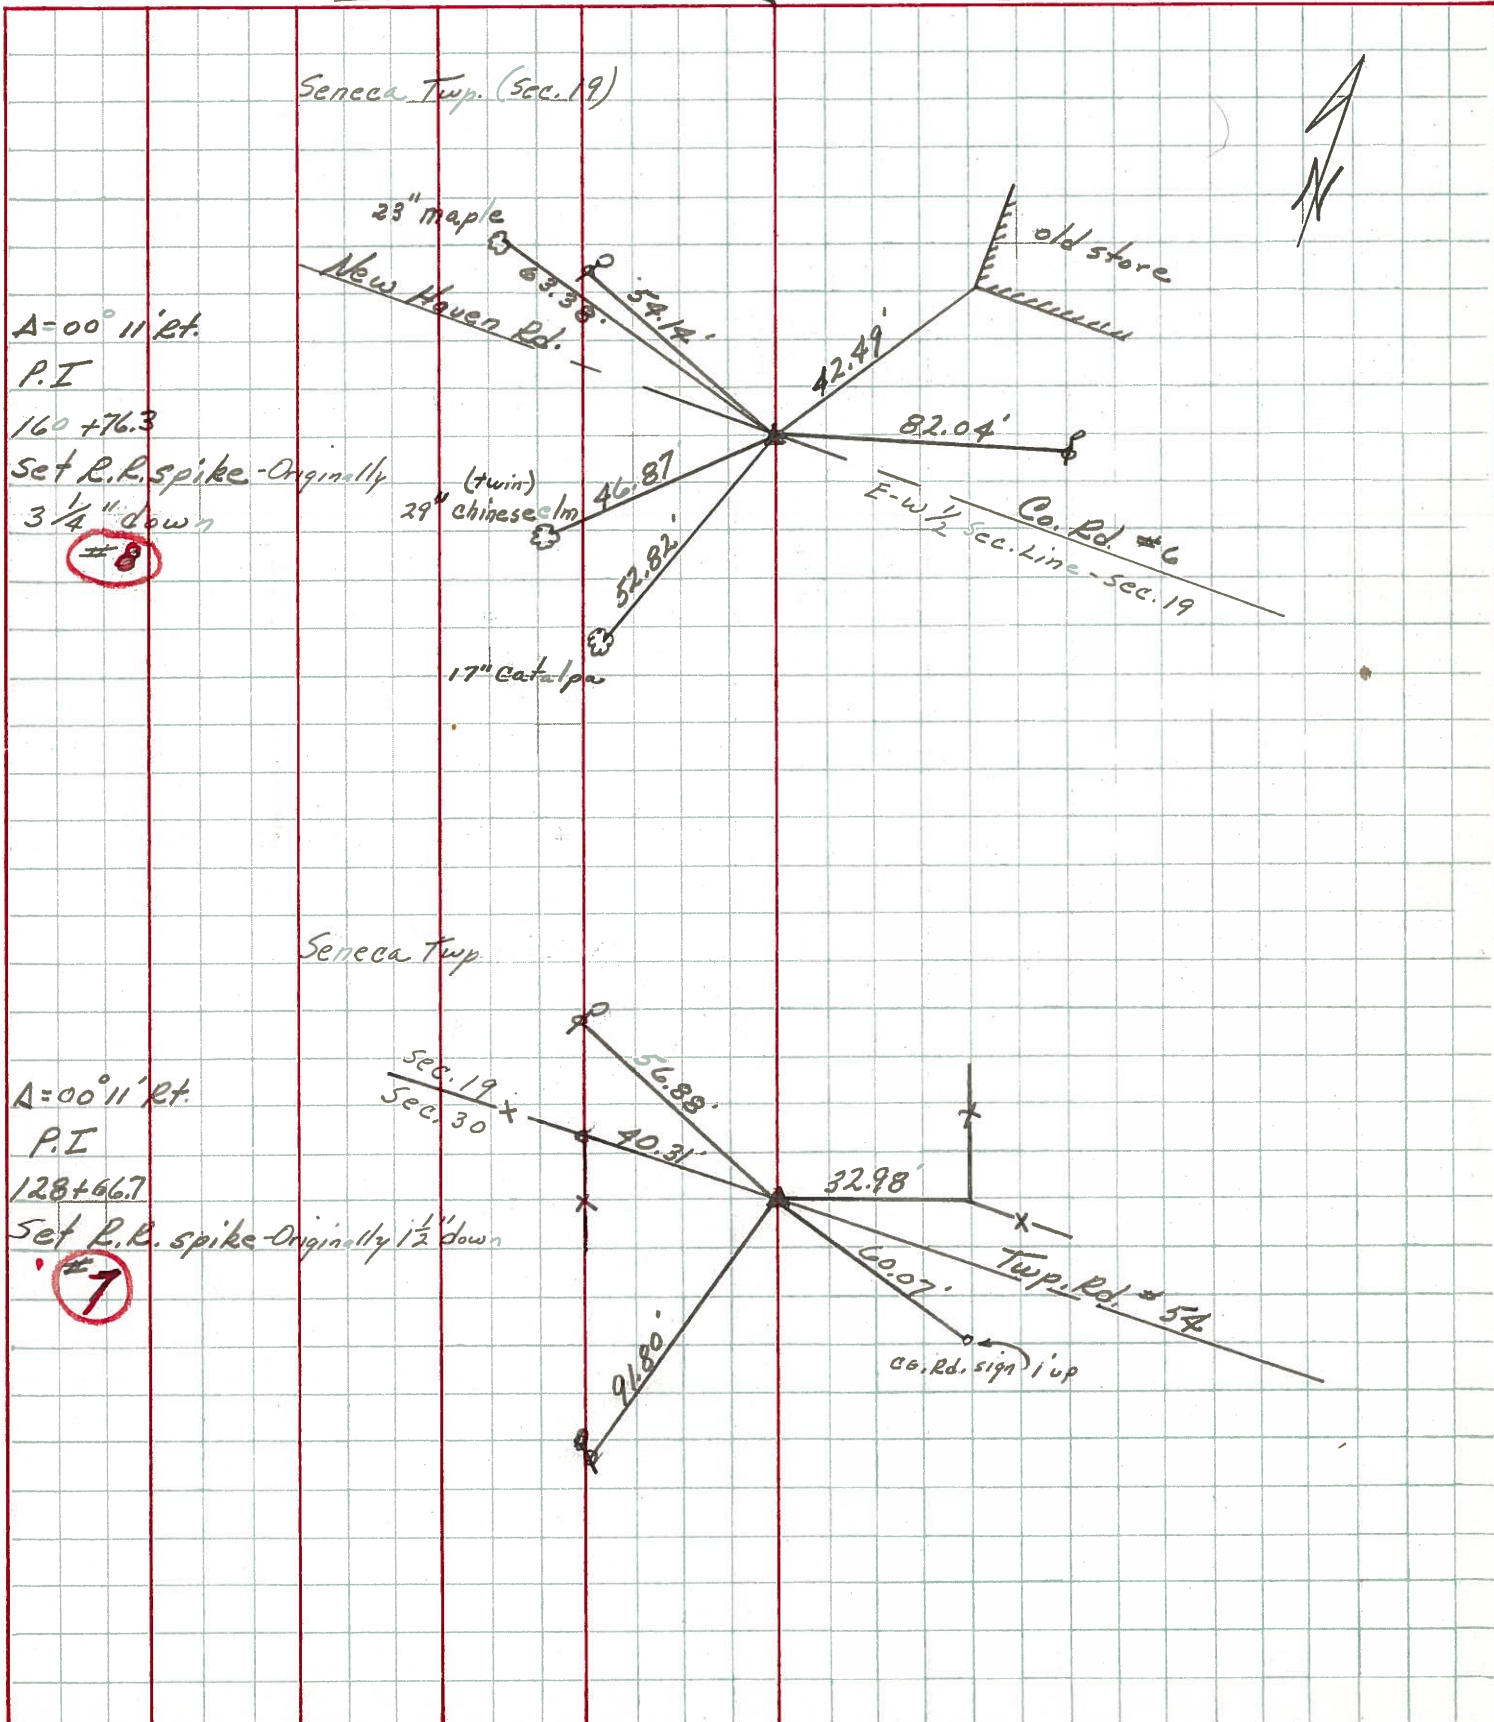 Seneca Twp. (Sec. 19)
N
23" maple
63.38'
54.14'
New Haven Rd.
old store
42.49'
82.04'
Δ=00° 11' Rt.
P.I
160+76.3
Set R.R. spike - Originally
3 1/4" down
#8
(twin)
29" chinese elm
46.87
52.82'
17" Catalpa
Co. Rd. #6
E-W 1/2 Sec. Line - Sec. 19
Seneca Twp
Sec. 19
Sec. 30
56.88'
40.31'
32.98'
Δ=00° 11' Rt.
P.I
128+66.7
Set R.R. spike - Originally 1 1/2" down
#7
60.07'
Twp. Rd. #54
Co. Rd. sign 1' up
91.80'